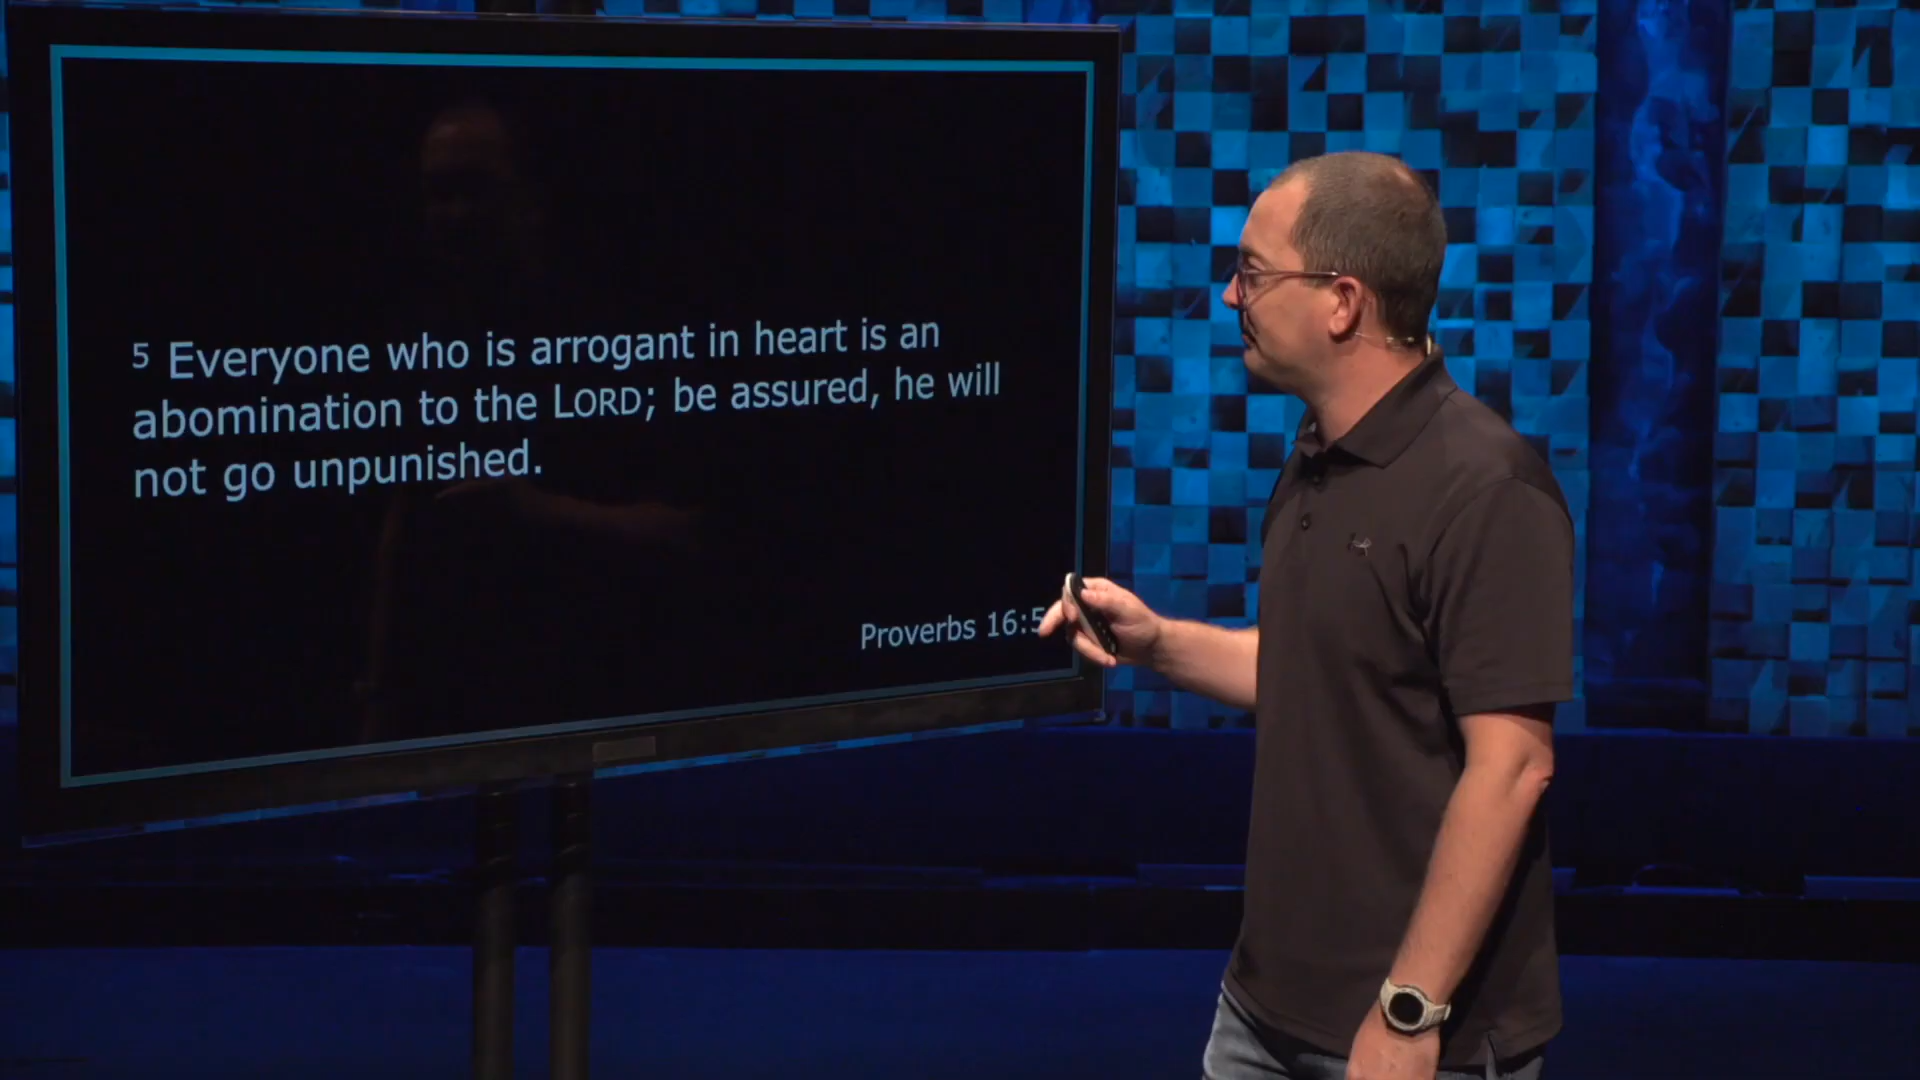 5 Everyone who is arrogant in heart is an
abomination to the LORD; be assured, he will
not go unpunished.
Proverbs 16:5